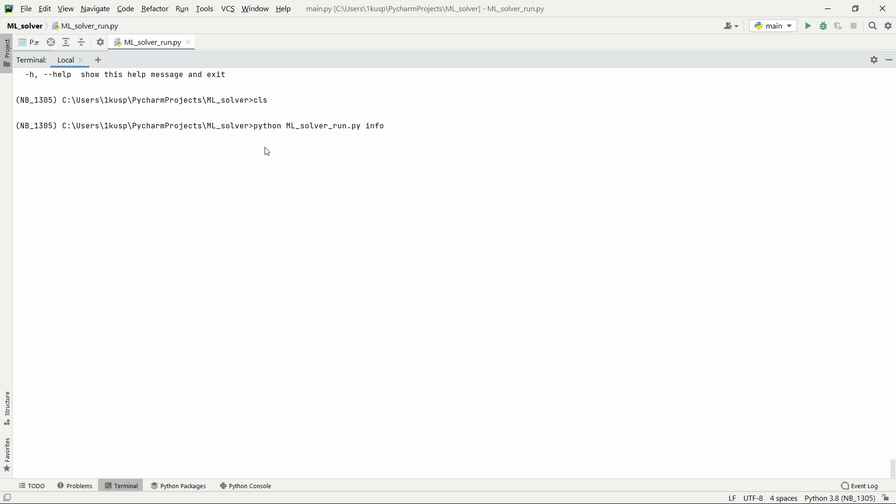 File Edit View Navigate Code Refactor Run Tools VCS Window Help main.py [C:\Users\1kusp\PycharmProjects\ML_solver] - ML_solver_run.py
ML_solver ML_solver_run.py main
Project
P... ML_solver_run.py
Terminal: Local
-h, --help  show this help message and exit
(NB_1305) C:\Users\1kusp\PycharmProjects\ML_solver>cls
(NB_1305) C:\Users\1kusp\PycharmProjects\ML_solver>python ML_solver_run.py info
Structure
Favorites
TODO Problems Terminal Python Packages Python Console Event Log
LF UTF-8 4 spaces Python 3.8 (NB_1305)